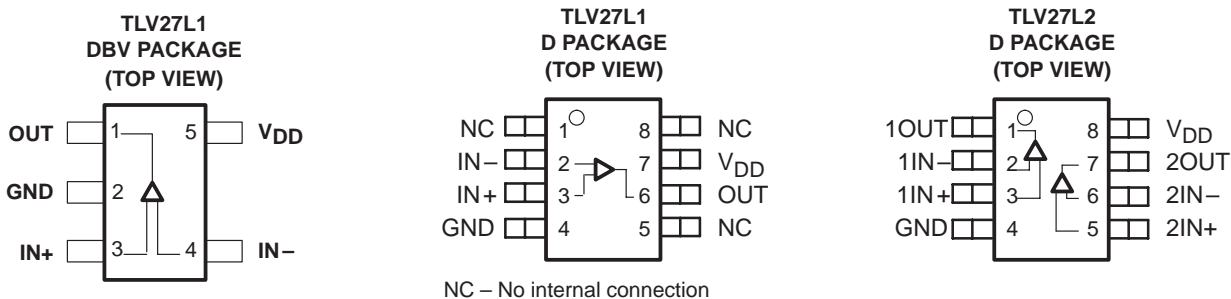 TLV27L1
DBV PACKAGE
(TOP VIEW)
OUT 1 5 VDD
GND 2
IN+ 3 4 IN−
TLV27L1
D PACKAGE
(TOP VIEW)
NC 1 8 NC
IN− 2 7 VDD
IN+ 3 6 OUT
GND 4 5 NC
NC – No internal connection
TLV27L2
D PACKAGE
(TOP VIEW)
1OUT 1 8 VDD
1IN− 2 7 2OUT
1IN+ 3 6 2IN−
GND 4 5 2IN+